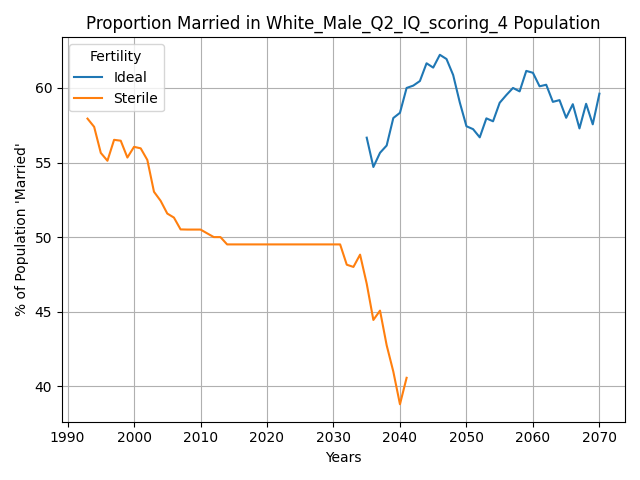 Proportion Married in White_Male_Q2_IQ_scoring_4 Population
Fertility
Ideal
Sterile
% of Population 'Married'
60
55
50
45
40
1990 2000 2010 2020 2030 2040 2050 2060 2070
Years